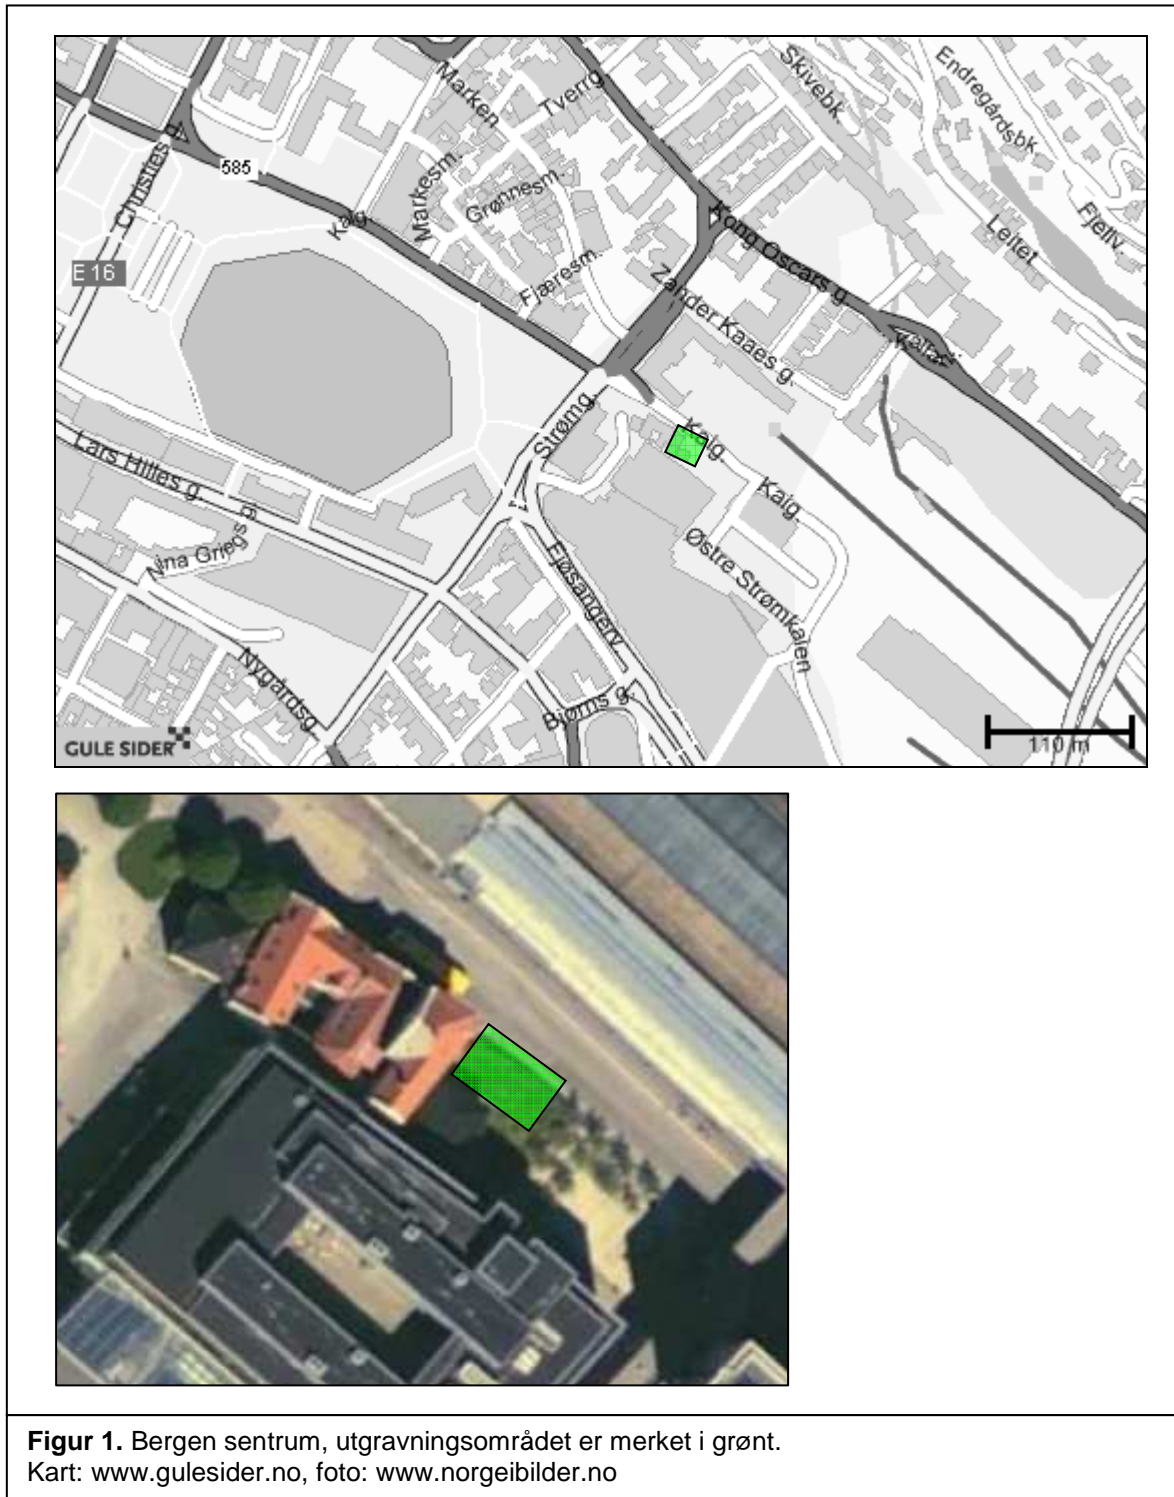 Marken
Tverrg.
Skivebk.
Endregårdsbk.
Christies g.
585
Kaig.
Markesm.
Grønnesm.
Fjæresm.
Kong Oscars g.
Leitet
Fjellv.
E 16
Zander Kaaes g.
Kalfarv.
Strømg.
Kaig.
Lars Hilles g.
Kaig.
Nina Griegs g.
Østre Strømkaien
Fjøsangerv.
Nygårdsg.
Bjørns g.
GULE SIDER
110 m
Figur 1. Bergen sentrum, utgravningsområdet er merket i grønt.
Kart: www.gulesider.no, foto: www.norgeibilder.no